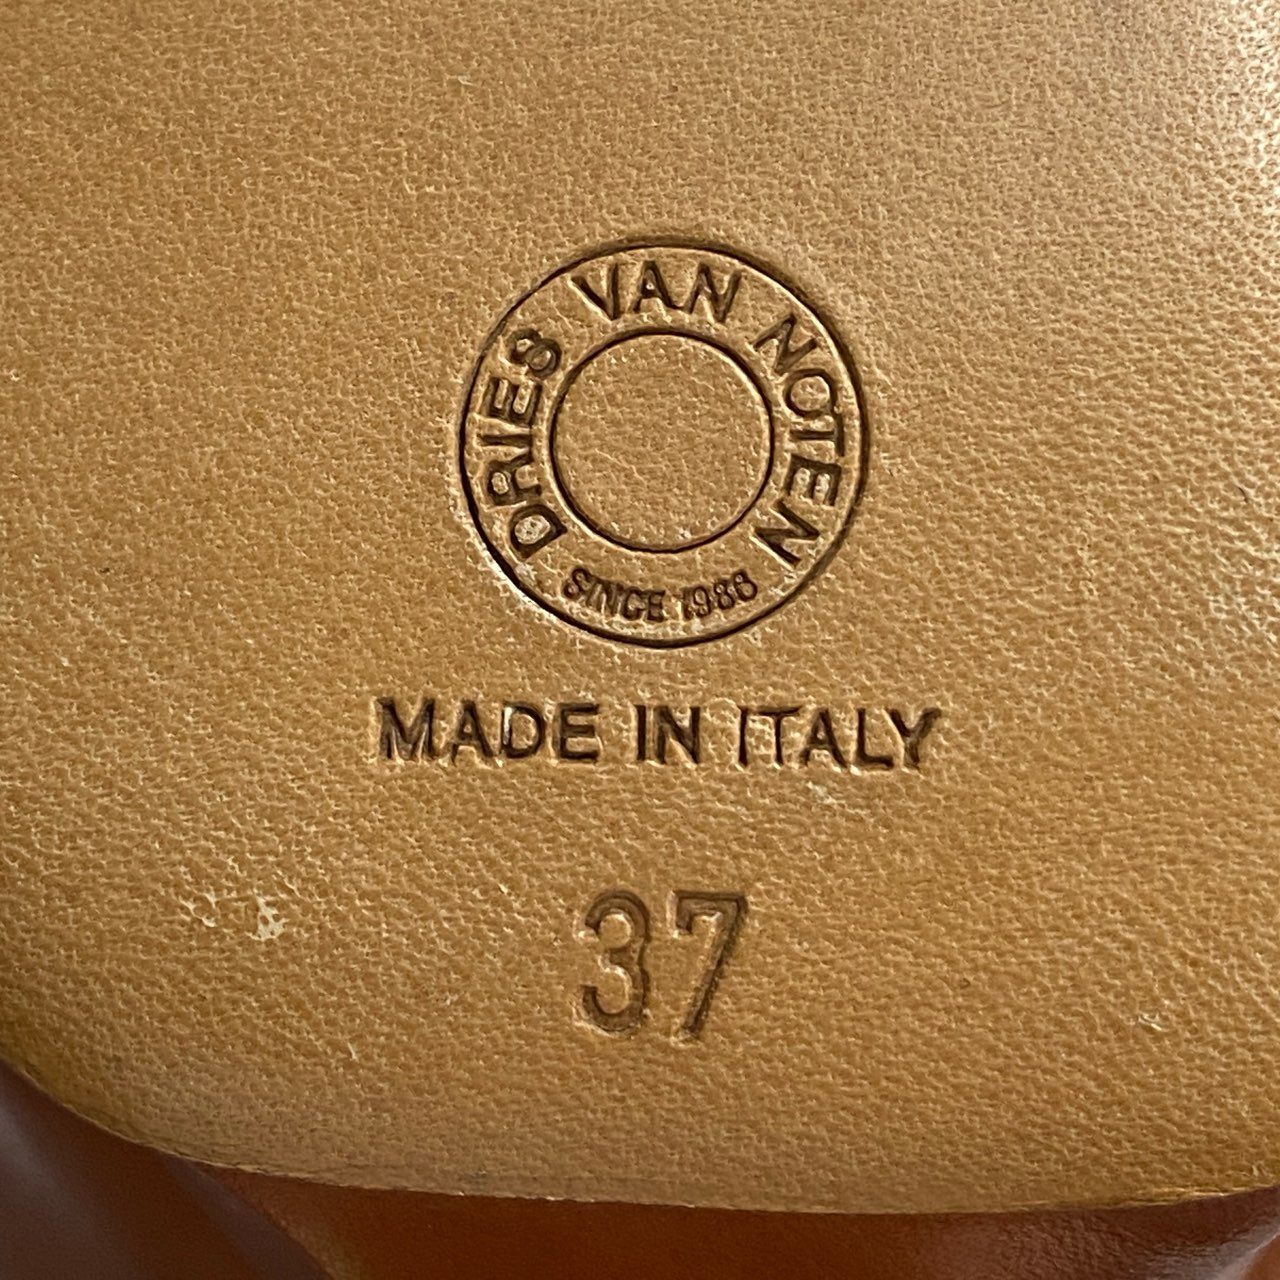 DRIES VAN NOTEN
SINCE 1986
MADE IN ITALY
37